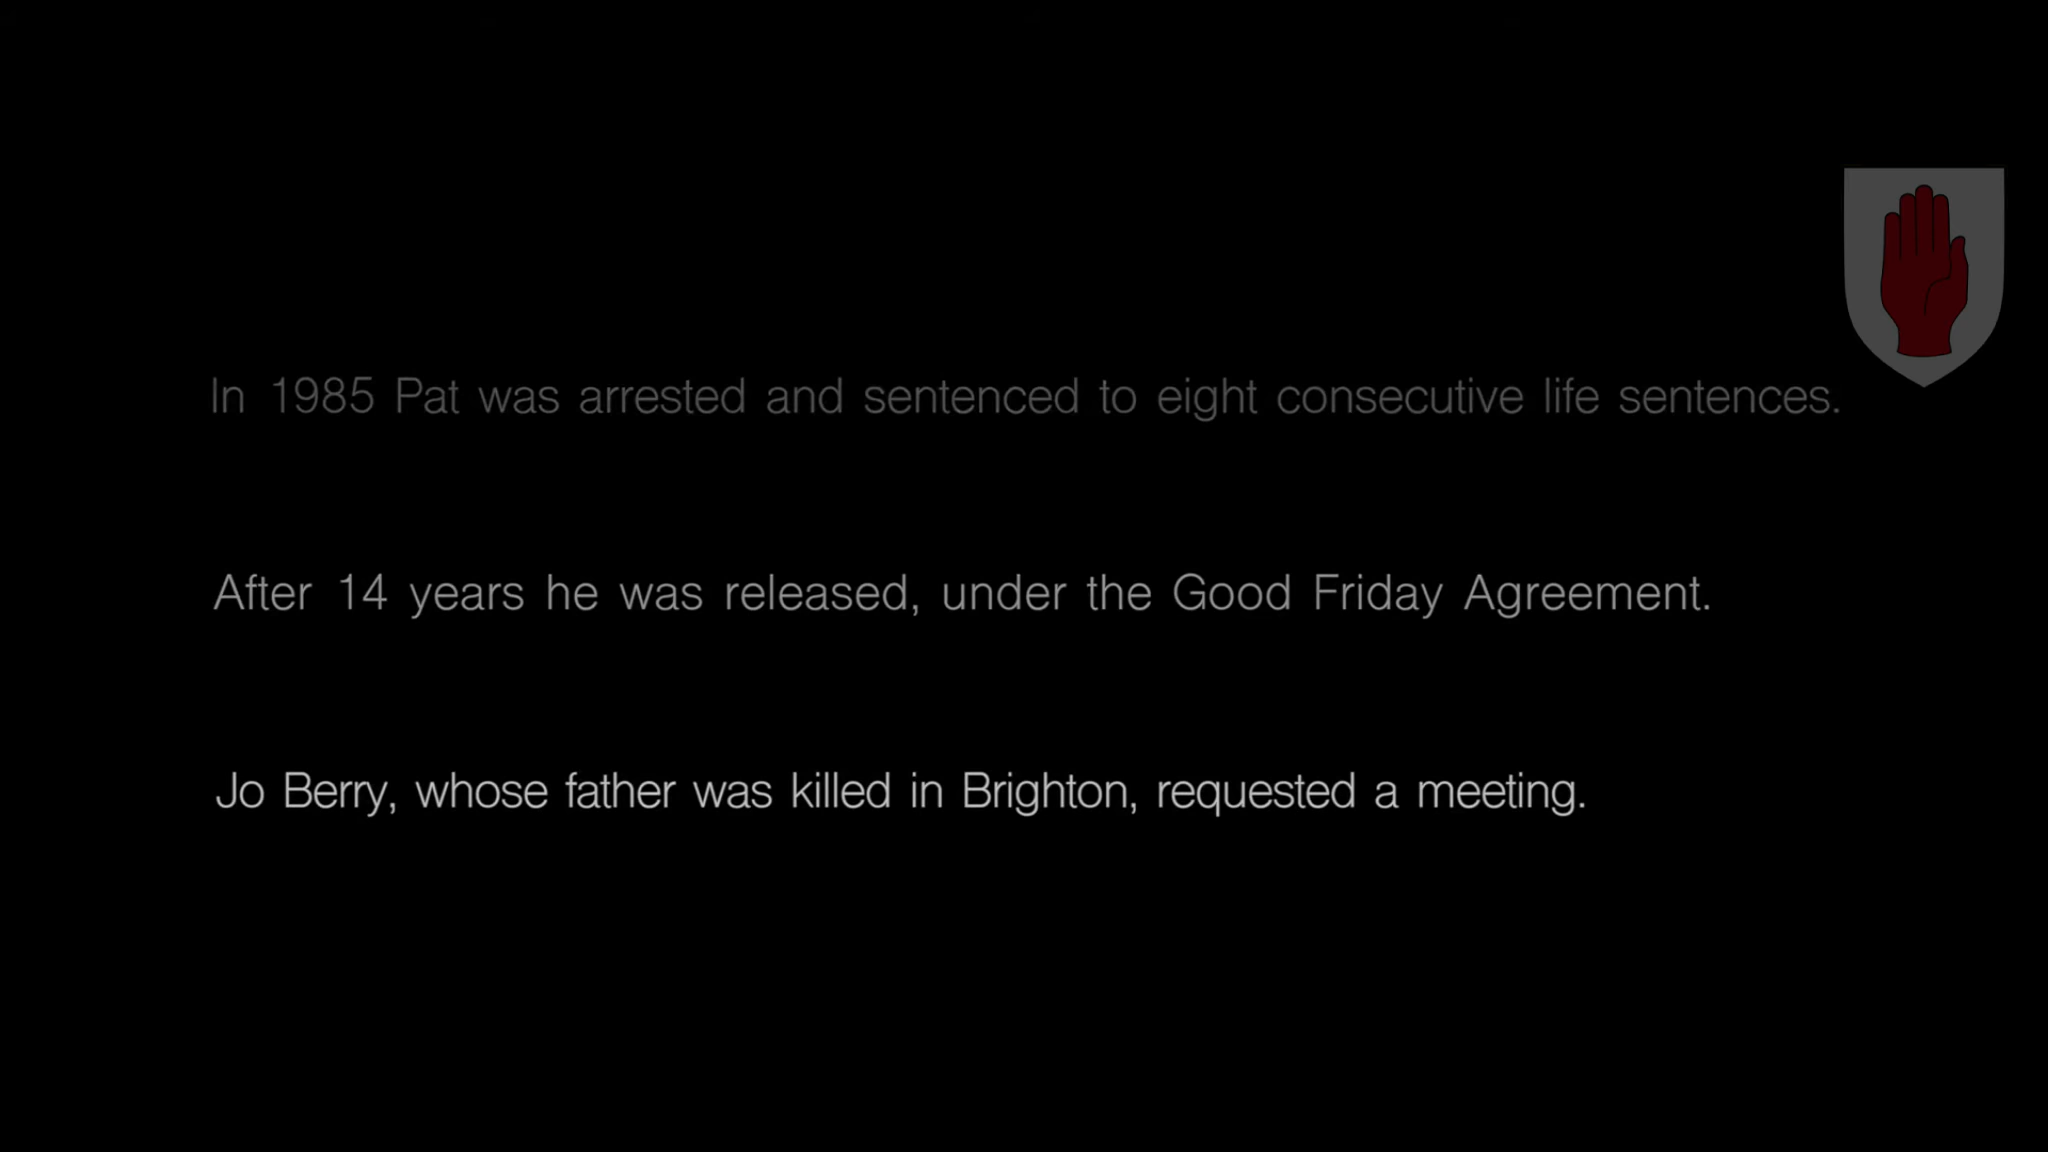 In 1985 Pat was arrested and sentenced to eight consecutive life sentences.
After 14 years he was released, under the Good Friday Agreement.
Jo Berry, whose father was killed in Brighton, requested a meeting.